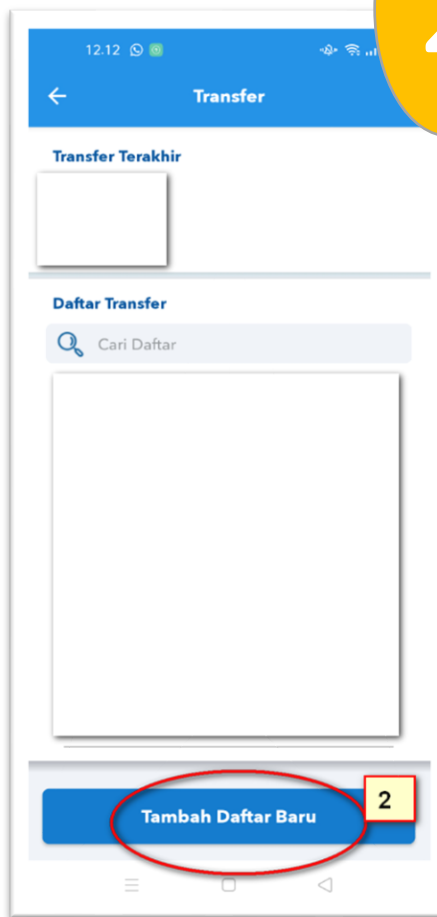 12.12
Transfer
Transfer Terakhir
Daftar Transfer
Cari Daftar
Tambah Daftar Baru
2